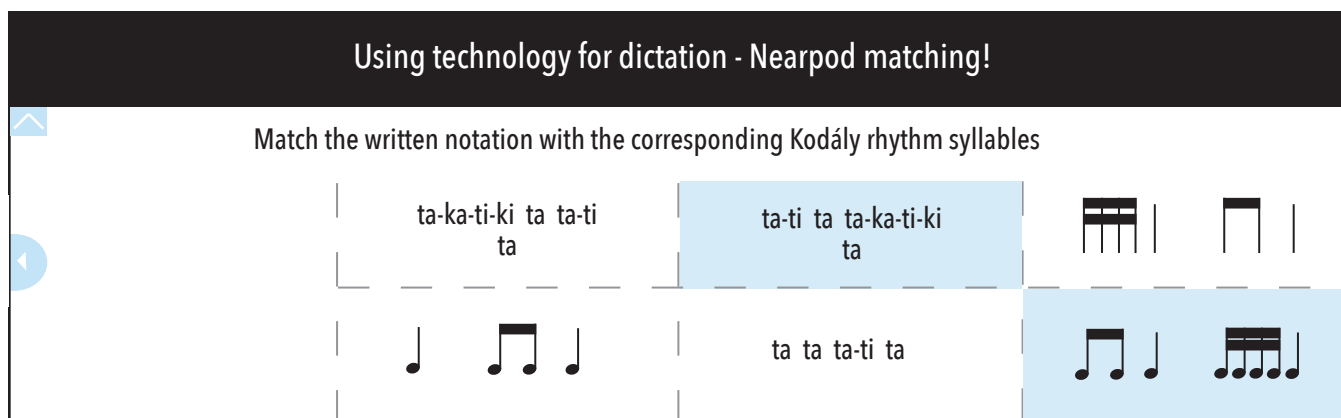 Using technology for dictation - Nearpod matching!
Match the written notation with the corresponding Kodály rhythm syllables
ta-ka-ti-ki ta ta-ti
ta
ta-ti ta ta-ka-ti-ki
ta
ta ta ta-ti ta